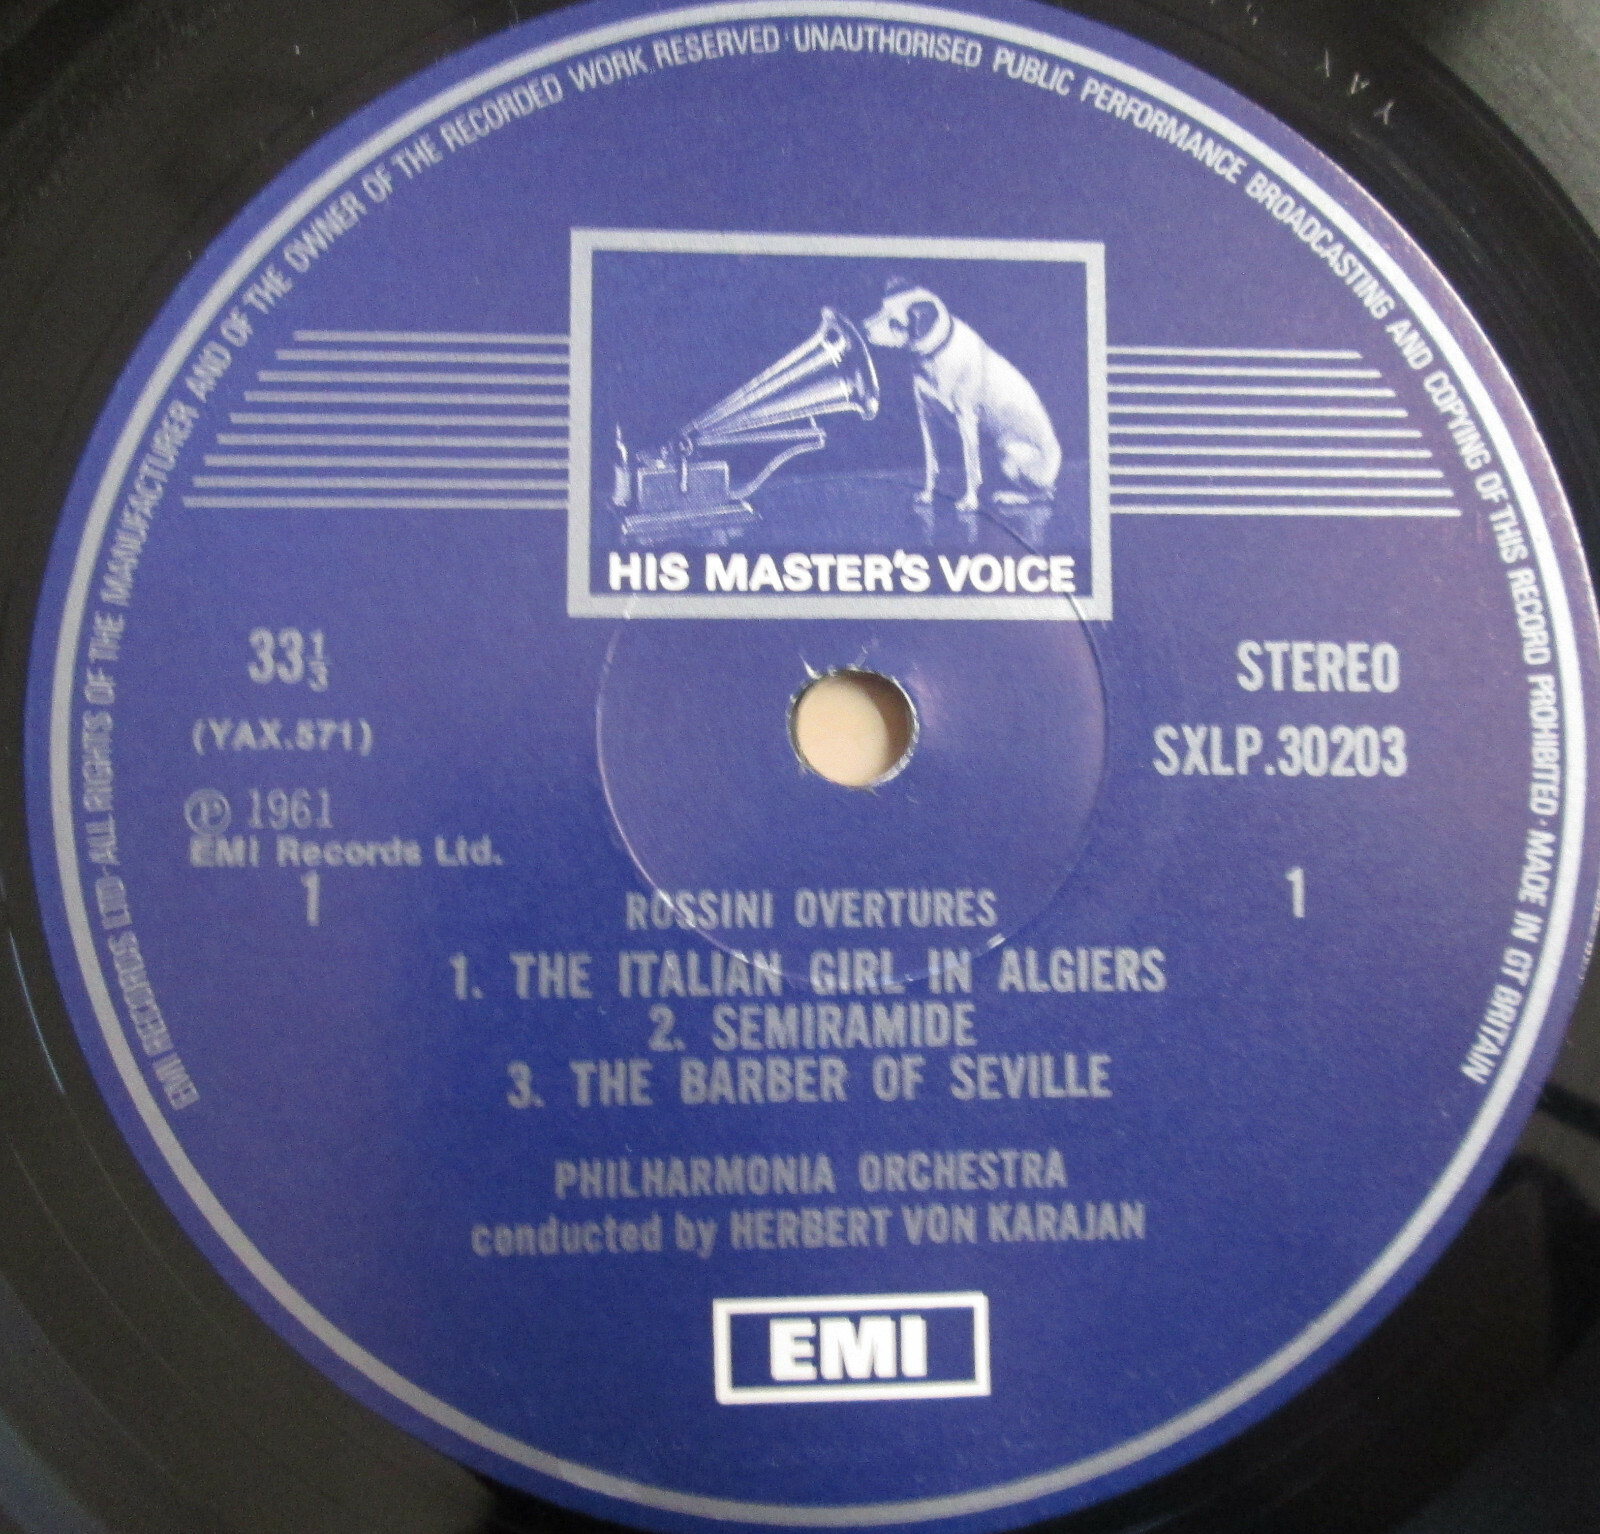 EMI RECORDS LTD·ALL RIGHTS OF THE MANUFACTURER AND OF THE OWNER OF THE RECORDED WORK RESERVED·UNAUTHORISED PUBLIC PERFORMANCE BROADCASTING AND COPYING OF THIS RECORD PROHIBITED·MADE IN GT BRITAIN
HIS MASTER'S VOICE
33⅓
STEREO
(YAX.571)
SXLP.30203
℗ 1961
EMI Records Ltd.
1
1
ROSSINI OVERTURES
1. THE ITALIAN GIRL IN ALGIERS
2. SEMIRAMIDE
3. THE BARBER OF SEVILLE
PHILHARMONIA ORCHESTRA
conducted by HERBERT VON KARAJAN
EMI